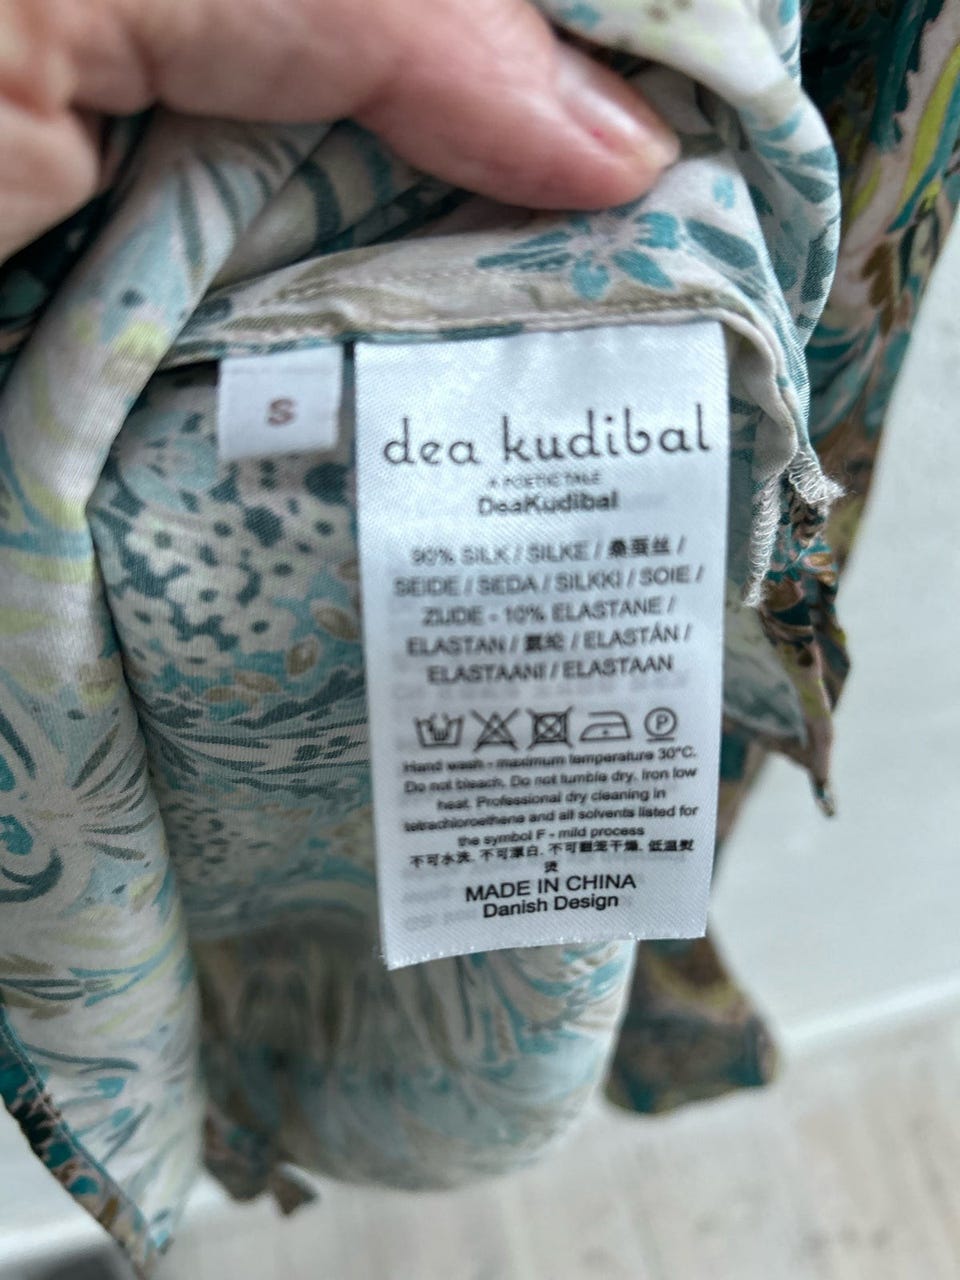 S
dea kudibal
A POETIC TALE
DeaKudibal
90% SILK / SILKE / 桑蚕丝 /
SEIDE / SEDA / SILKKI / SOIE /
ZIJDE - 10% ELASTANE /
ELASTAN / 氨纶 / ELASTÁN /
ELASTAANI / ELASTAAN
P
Hand wash - maximum temperature 30°C.
Do not bleach. Do not tumble dry. Iron low
heat. Professional dry cleaning in
tetrachloroethene and all solvents listed for
the symbol F - mild process
不可水洗. 不可漂白. 不可翻笼干燥. 低温熨
烫
MADE IN CHINA
Danish Design